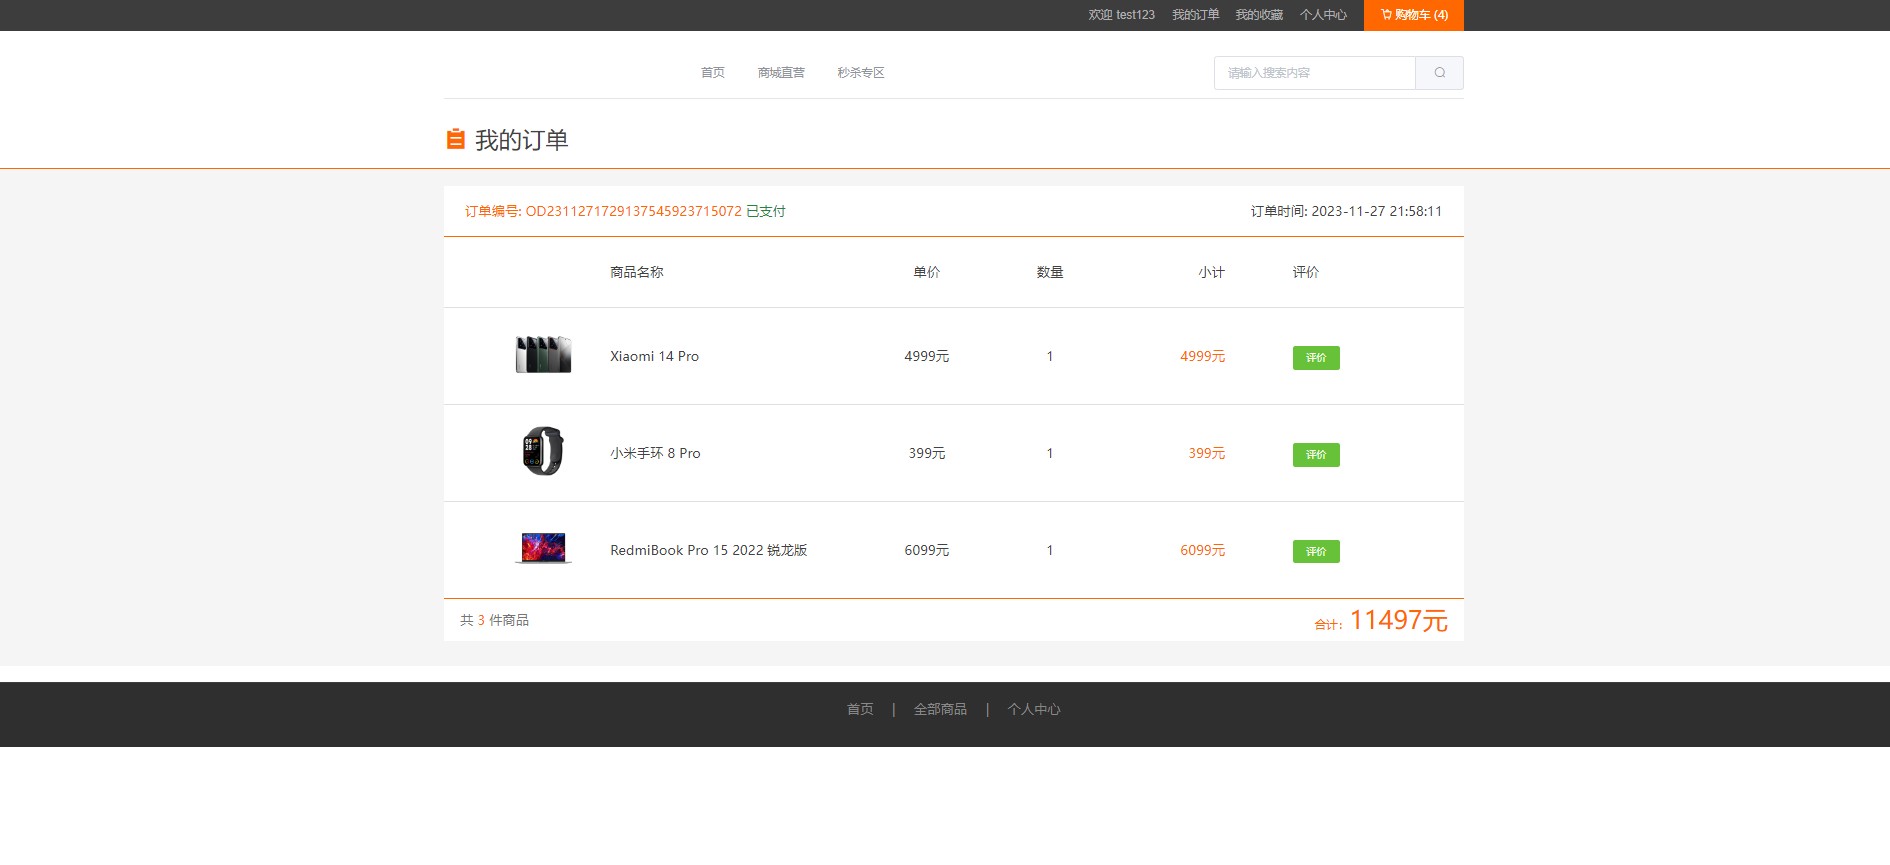 欢迎 test123 我的订单 我的收藏 个人中心 购物车 (4)
首页 商城直营 秒杀专区 请输入搜索内容
我的订单
订单编号: OD2311271729137545923715072 已支付 订单时间: 2023-11-27 21:58:11
商品名称 单价 数量 小计 评价
Xiaomi 14 Pro 4999元 1 4999元 评价
小米手环 8 Pro 399元 1 399元 评价
RedmiBook Pro 15 2022 锐龙版 6099元 1 6099元 评价
共 3 件商品 合计: 11497元
首页 | 全部商品 | 个人中心